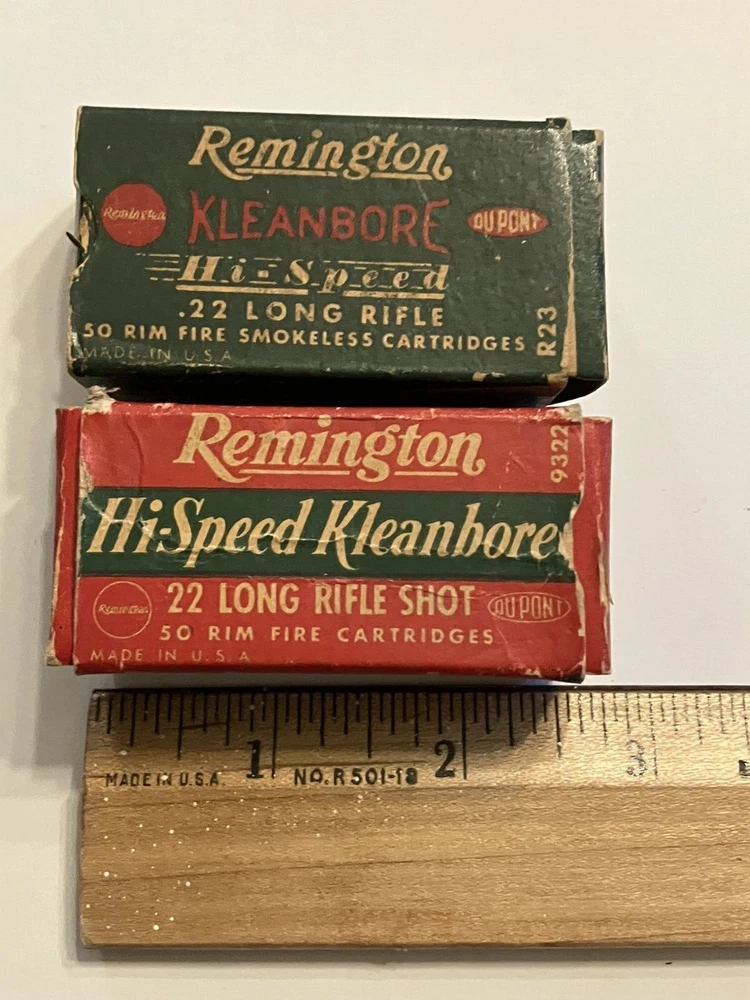 Remington
Remington KLEANBORE DU PONT
Hi-Speed
.22 LONG RIFLE
50 RIM FIRE SMOKELESS CARTRIDGES
MADE IN U.S.A
R23
Remington
9322
Hi-Speed Kleanbore
Remington 22 LONG RIFLE SHOT DU PONT
50 RIM FIRE CARTRIDGES
MADE IN U.S.A
1 2
MADE IN U.S.A. NO. R 501-18